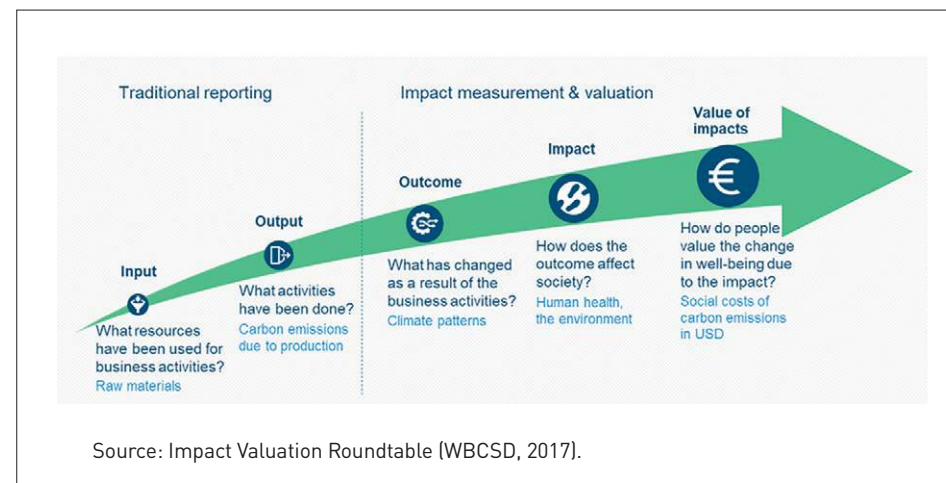 Traditional reporting
Impact measurement & valuation
Input
What resources
have been used for
business activities?
Raw materials
Output
What activities
have been done?
Carbon emissions
due to production
Outcome
What has changed
as a result of the
business activities?
Climate patterns
Impact
How does the
outcome affect
society?
Human health,
the environment
Value of
impacts
€
How do people
value the change
in well-being due
to the impact?
Social costs of
carbon emissions
in USD
Source: Impact Valuation Roundtable (WBCSD, 2017).